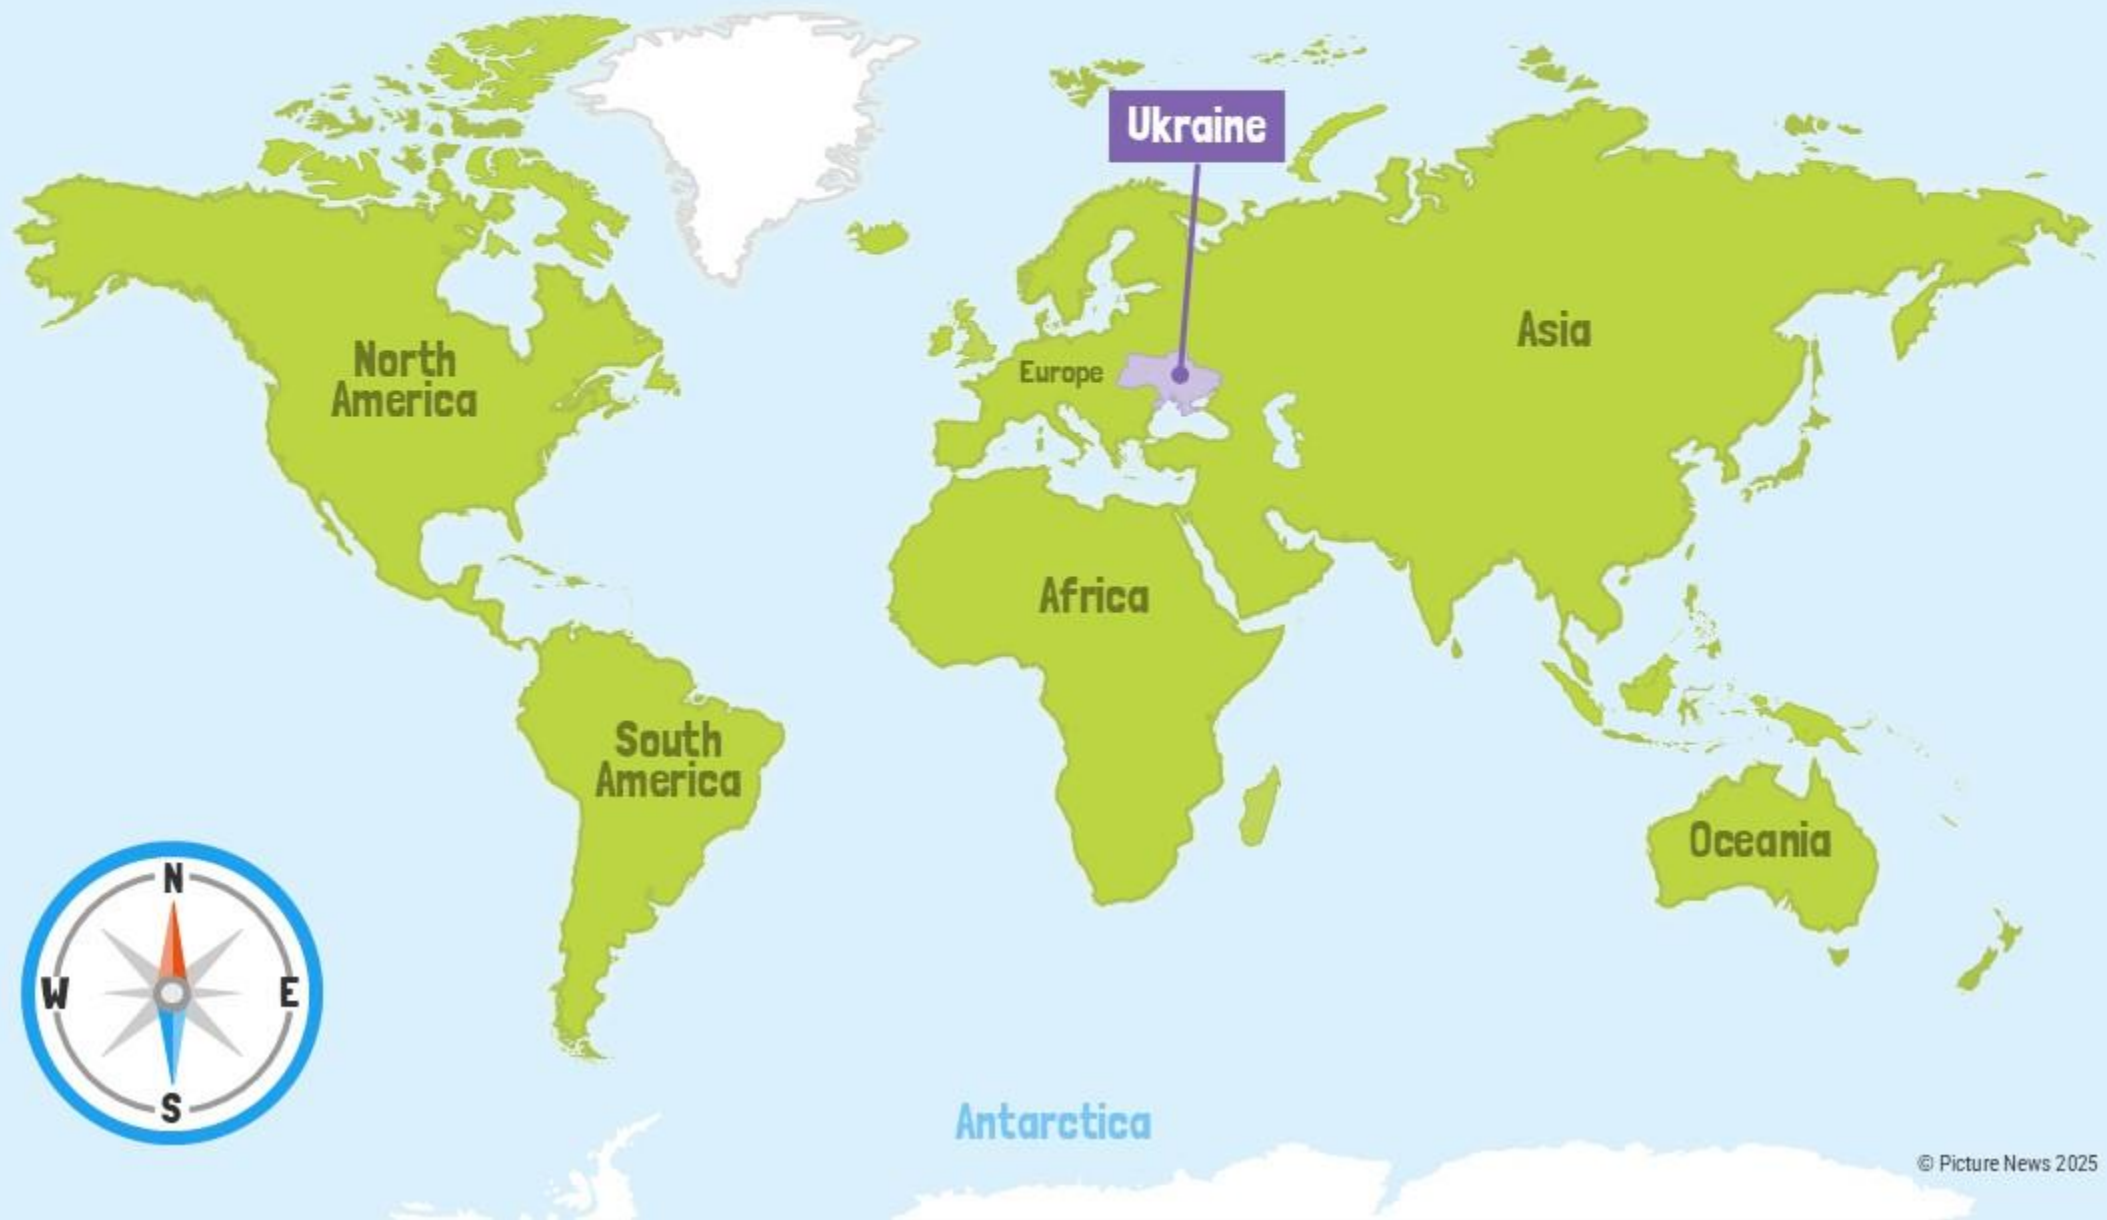 Ukraine
North
America
Europe
Asia
Africa
South
America
Oceania
N
W
E
S
Antarctica
© Picture News 2025